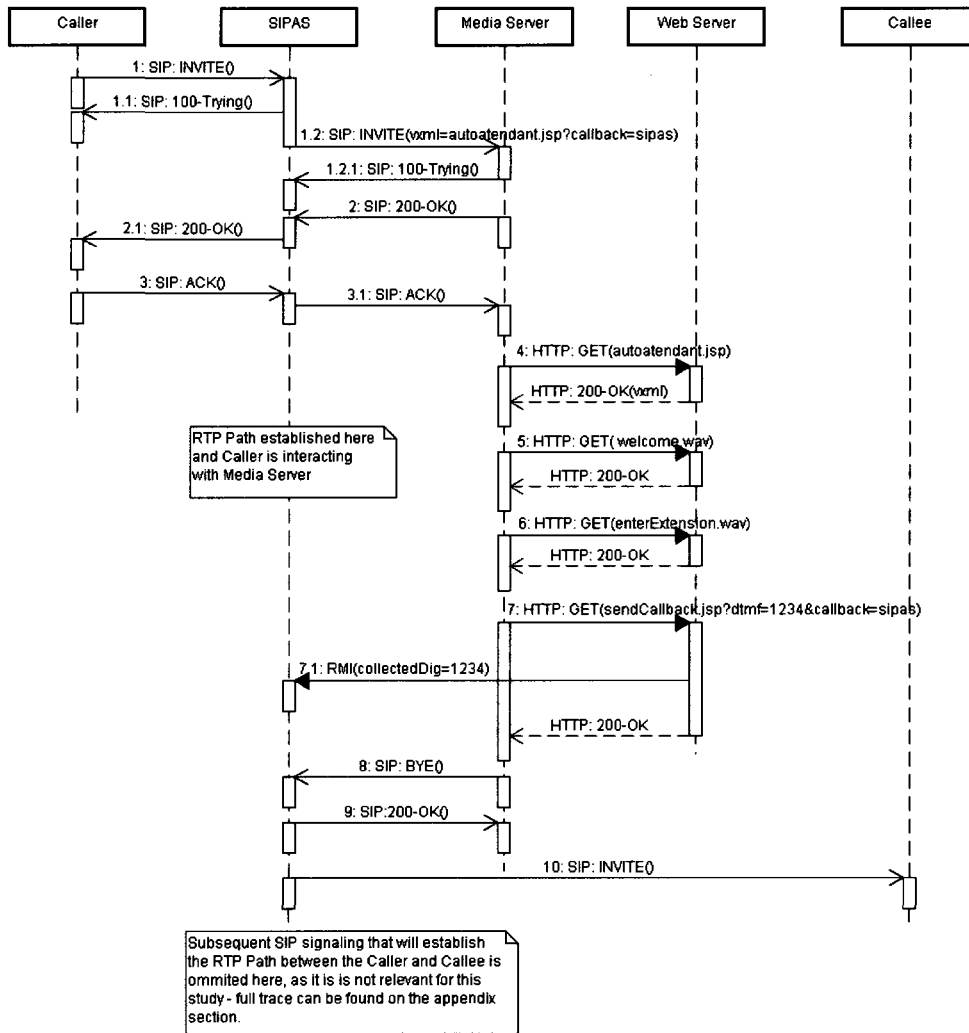 Caller
SIPAS
Media Server
Web Server
Callee
1: SIP: INVITE()
1.1: SIP: 100-Trying()
1.2: SIP: INVITE(vxml=autoatendant.jsp?callback=sipas)
1.2.1: SIP: 100-Trying()
2: SIP: 200-OK()
2.1: SIP: 200-OK()
3: SIP: ACK()
3.1: SIP: ACK()
4: HTTP: GET(autoatendant.jsp)
HTTP: 200-OK(vxml)
RTP Path established here
and Caller is interacting
with Media Server
5: HTTP: GET( welcome.wav)
HTTP: 200-OK
6: HTTP: GET(enterExtension.wav)
HTTP: 200-OK
7: HTTP: GET(sendCallback.jsp?dtmf=1234&callback=sipas)
7.1: RMI(collectedDig=1234)
HTTP: 200-OK
8: SIP: BYE()
9: SIP:200-OK()
10: SIP: INVITE()
Subsequent SIP signaling that will establish
the RTP Path between the Caller and Callee is
ommited here, as it is is not relevant for this
study - full trace can be found on the appendix
section.